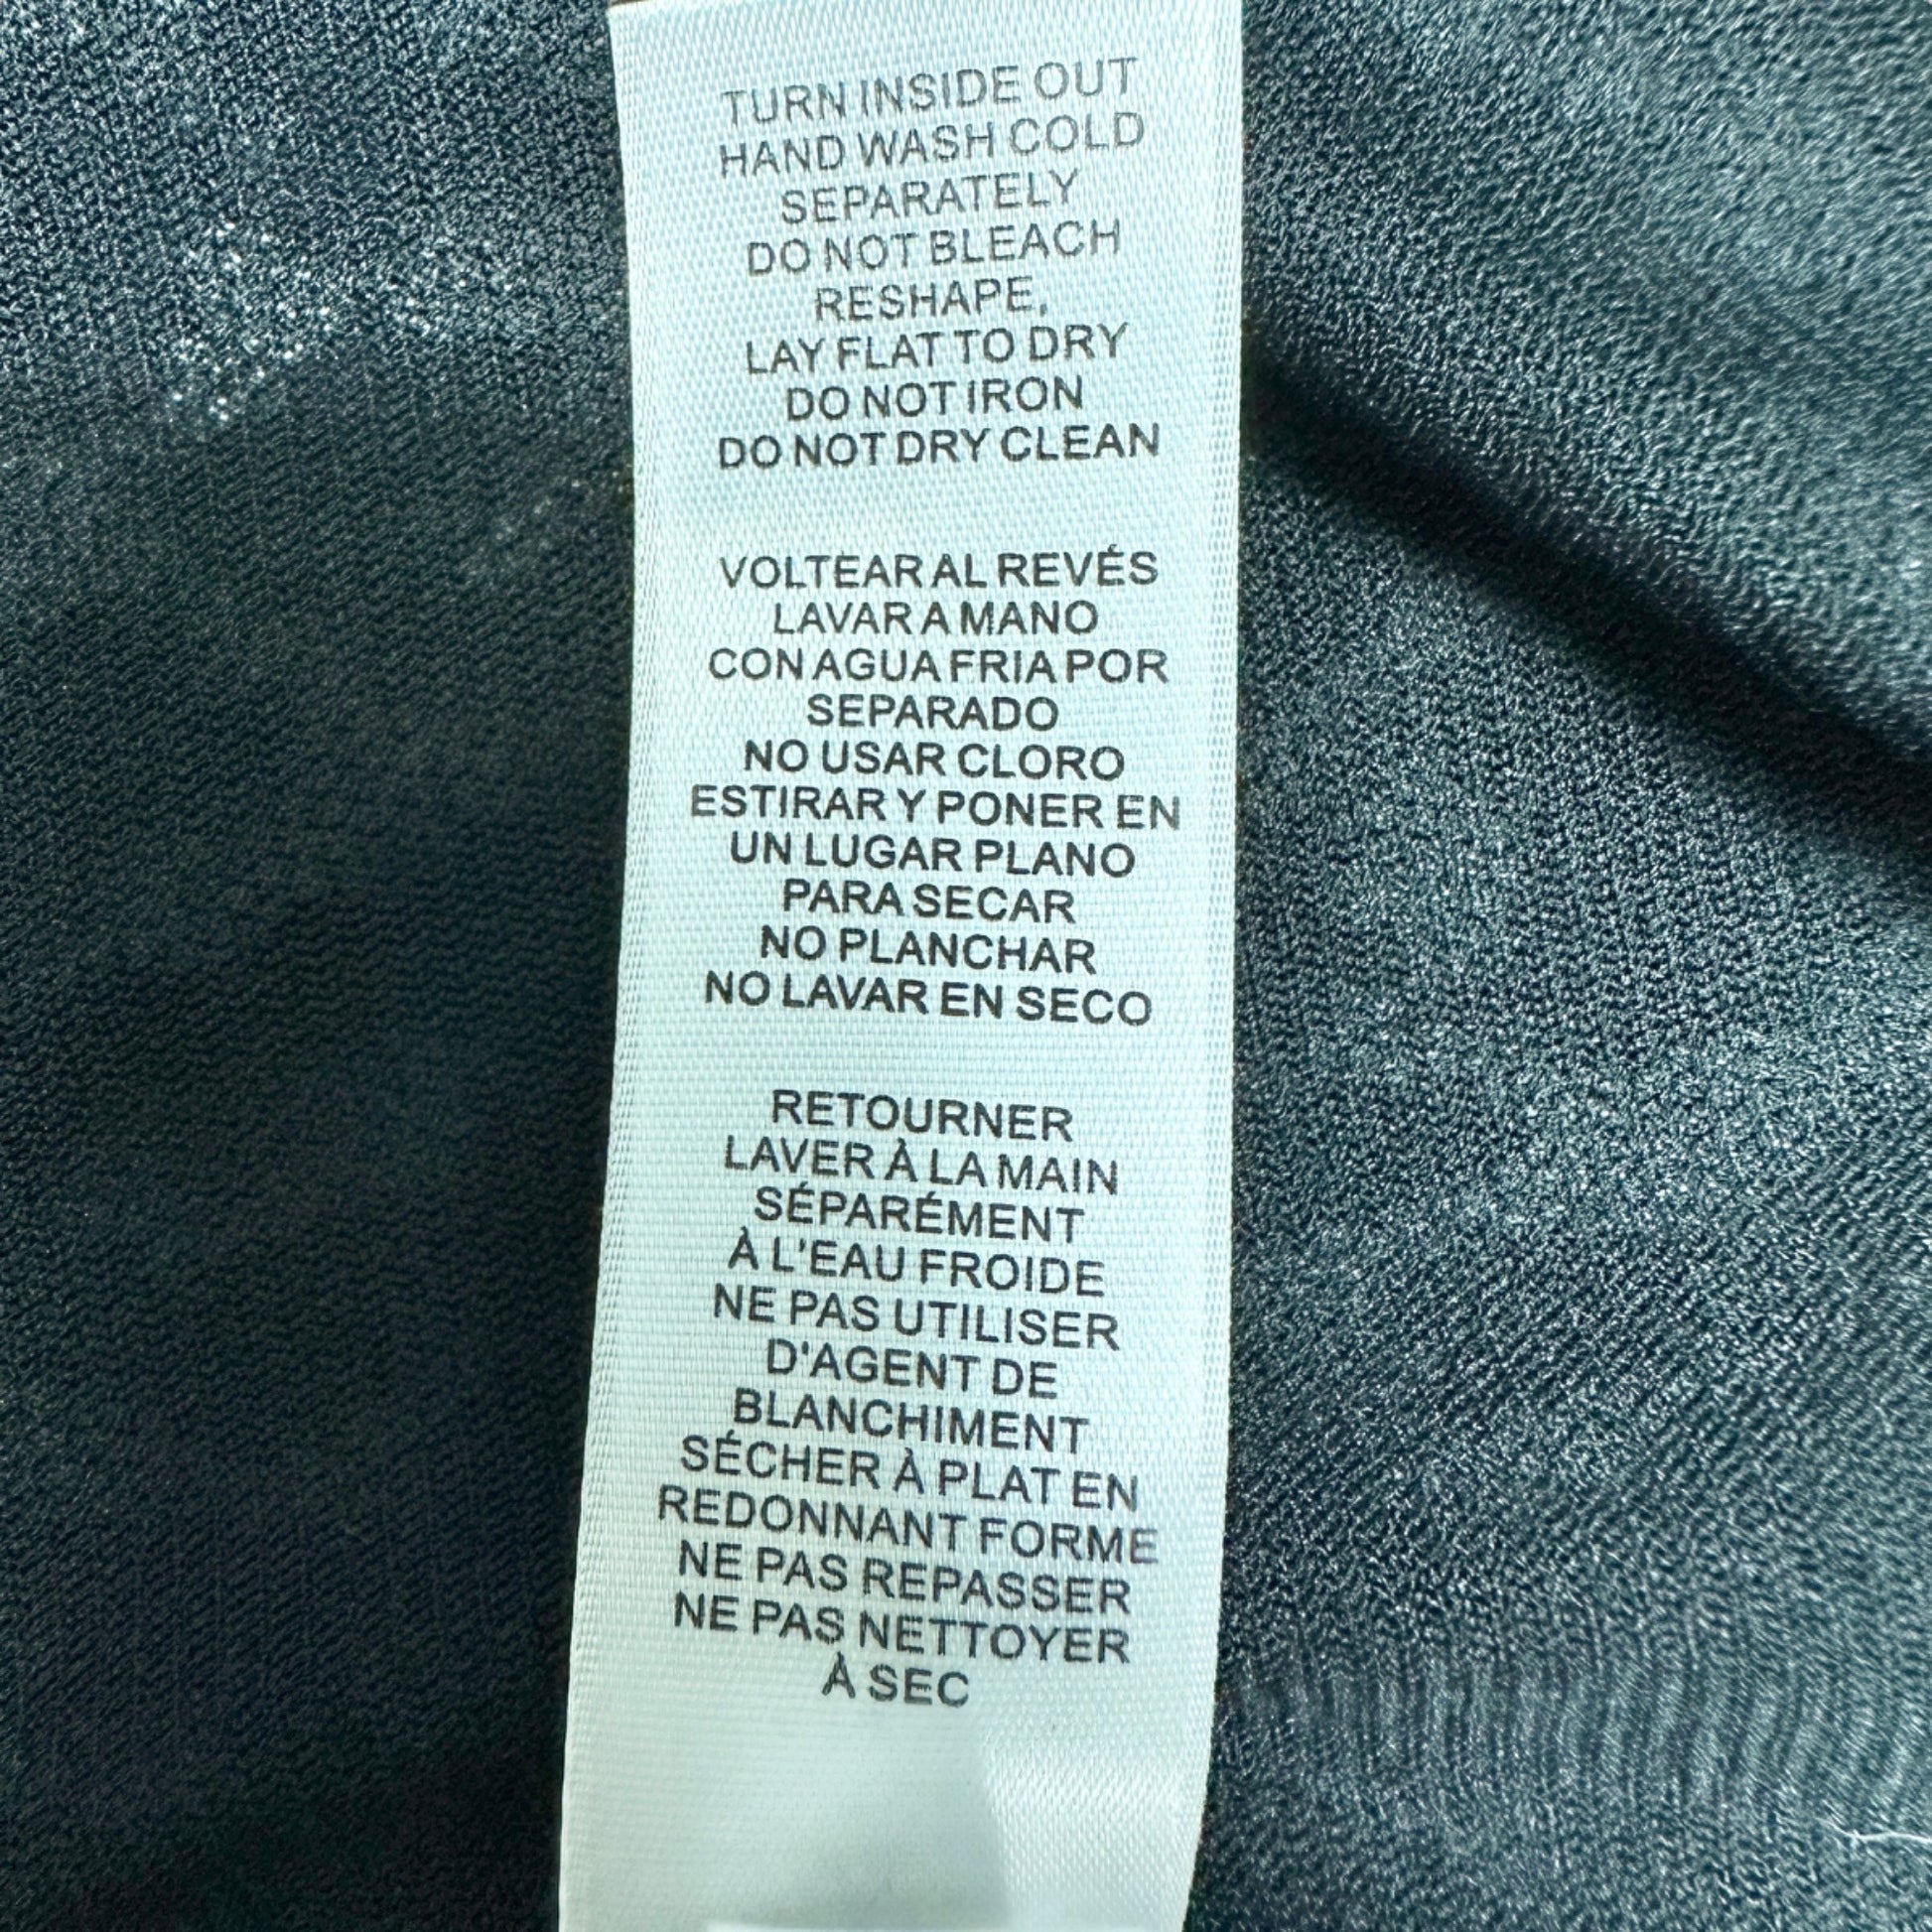 TURN INSIDE OUT
HAND WASH COLD
SEPARATELY
DO NOT BLEACH
RESHAPE,
LAY FLAT TO DRY
DO NOT IRON
DO NOT DRY CLEAN
VOLTEAR AL REVÉS
LAVAR A MANO
CON AGUA FRIA POR
SEPARADO
NO USAR CLORO
ESTIRAR Y PONER EN
UN LUGAR PLANO
PARA SECAR
NO PLANCHAR
NO LAVAR EN SECO
RETOURNER
LAVER À LA MAIN
SÉPARÉMENT
À L'EAU FROIDE
NE PAS UTILISER
D'AGENT DE
BLANCHIMENT
SÉCHER À PLAT EN
REDONNANT FORME
NE PAS REPASSER
NE PAS NETTOYER
À SEC